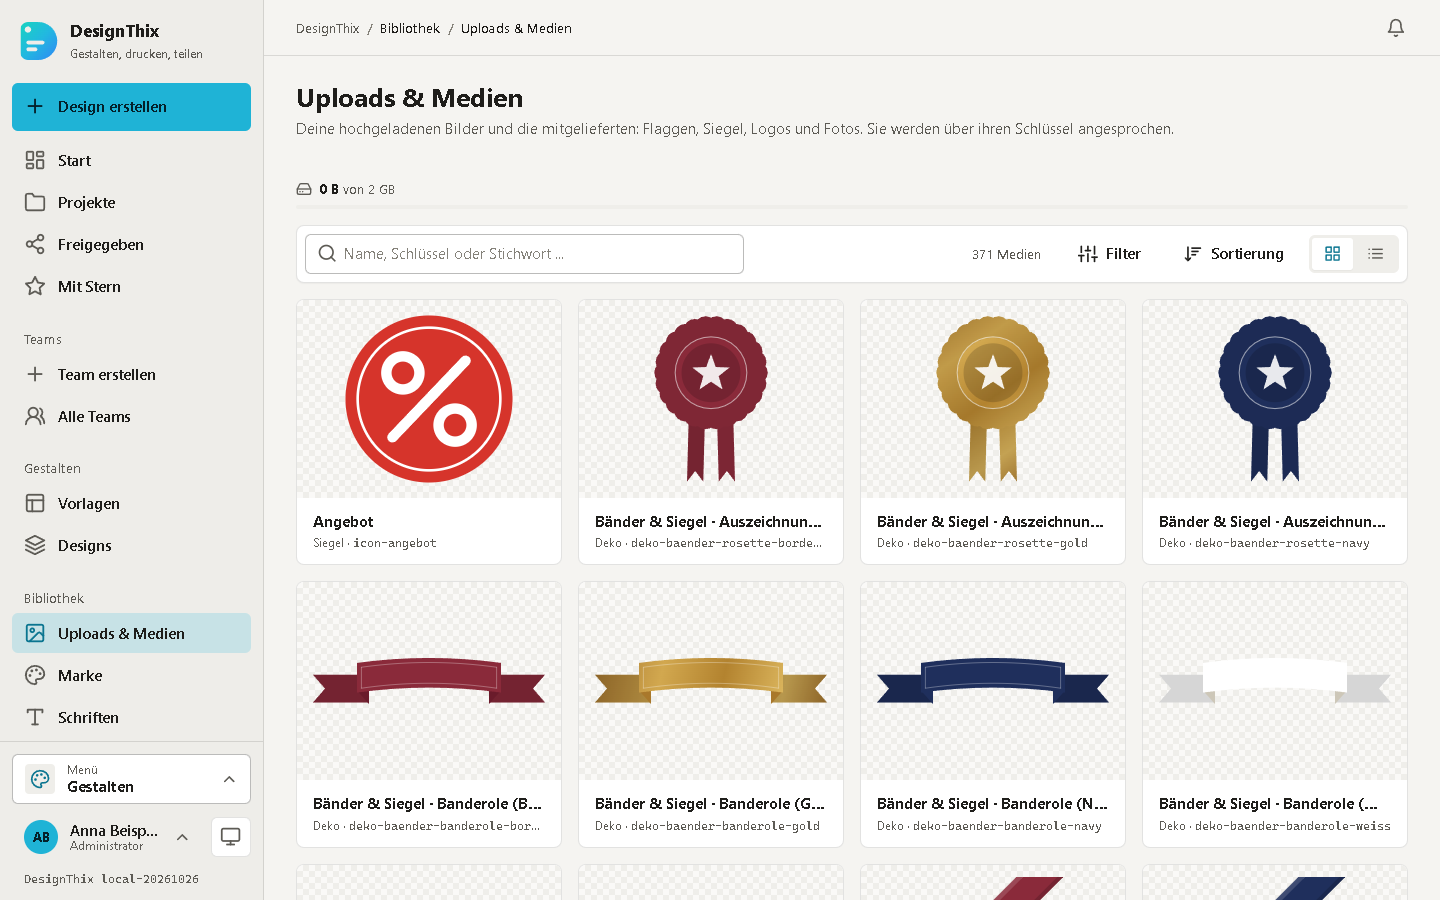 DesignThix
Gestalten, drucken, teilen
Design erstellen
Start
Projekte
Freigegeben
Mit Stern
Teams
Team erstellen
Alle Teams
Gestalten
Vorlagen
Designs
Bibliothek
Uploads & Medien
Marke
Schriften
Menü
Gestalten
AB
Anna Beisp...
Administrator
DesignThix local-20261026
DesignThix / Bibliothek / Uploads & Medien
Uploads & Medien
Deine hochgeladenen Bilder und die mitgelieferten: Flaggen, Siegel, Logos und Fotos. Sie werden über ihren Schlüssel angesprochen.
0 B von 2 GB
Name, Schlüssel oder Stichwort ...
371 Medien
Filter
Sortierung
%
Angebot
Siegel · icon-angebot
Bänder & Siegel · Auszeichnun...
Deko · deko-baender-rosette-borde...
Bänder & Siegel · Auszeichnun...
Deko · deko-baender-rosette-gold
Bänder & Siegel · Auszeichnun...
Deko · deko-baender-rosette-navy
Bänder & Siegel · Banderole (B...
Deko · deko-baender-banderole-bor...
Bänder & Siegel · Banderole (G...
Deko · deko-baender-banderole-gold
Bänder & Siegel · Banderole (N...
Deko · deko-baender-banderole-navy
Bänder & Siegel · Banderole (...
Deko · deko-baender-banderole-weiss